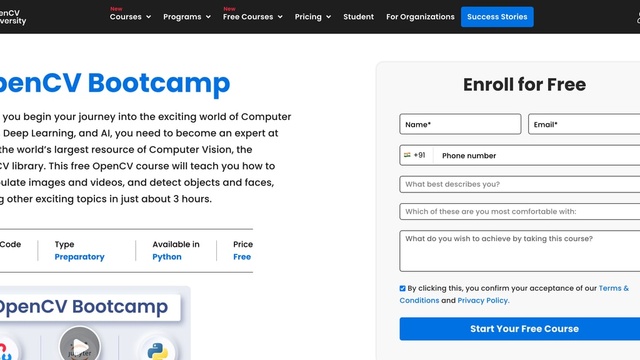 New
New
Courses
Programs
Free Courses
Pricing
Student
For Organizations
Success Stories
Bootcamp
Enroll for Free
you begin your journey into the exciting world of Computer
Deep Learning, and AI, you need to become an expert at
the world's largest resource of Computer Vision, the
library. This free OpenCV course will teach you how to
images and videos, and detect objects and faces,
other exciting topics in just about 3 hours.
Name*
Email*
+91
Phone number
What best describes you?
Which of these are you most comfortable with:
What do you wish to achieve by taking this course?
Code
Type
Preparatory
Available in
Python
Price
Free
By clicking this, you confirm your acceptance of our Terms &
Conditions and Privacy Policy.
OpenCV Bootcamp
Start Your Free Course